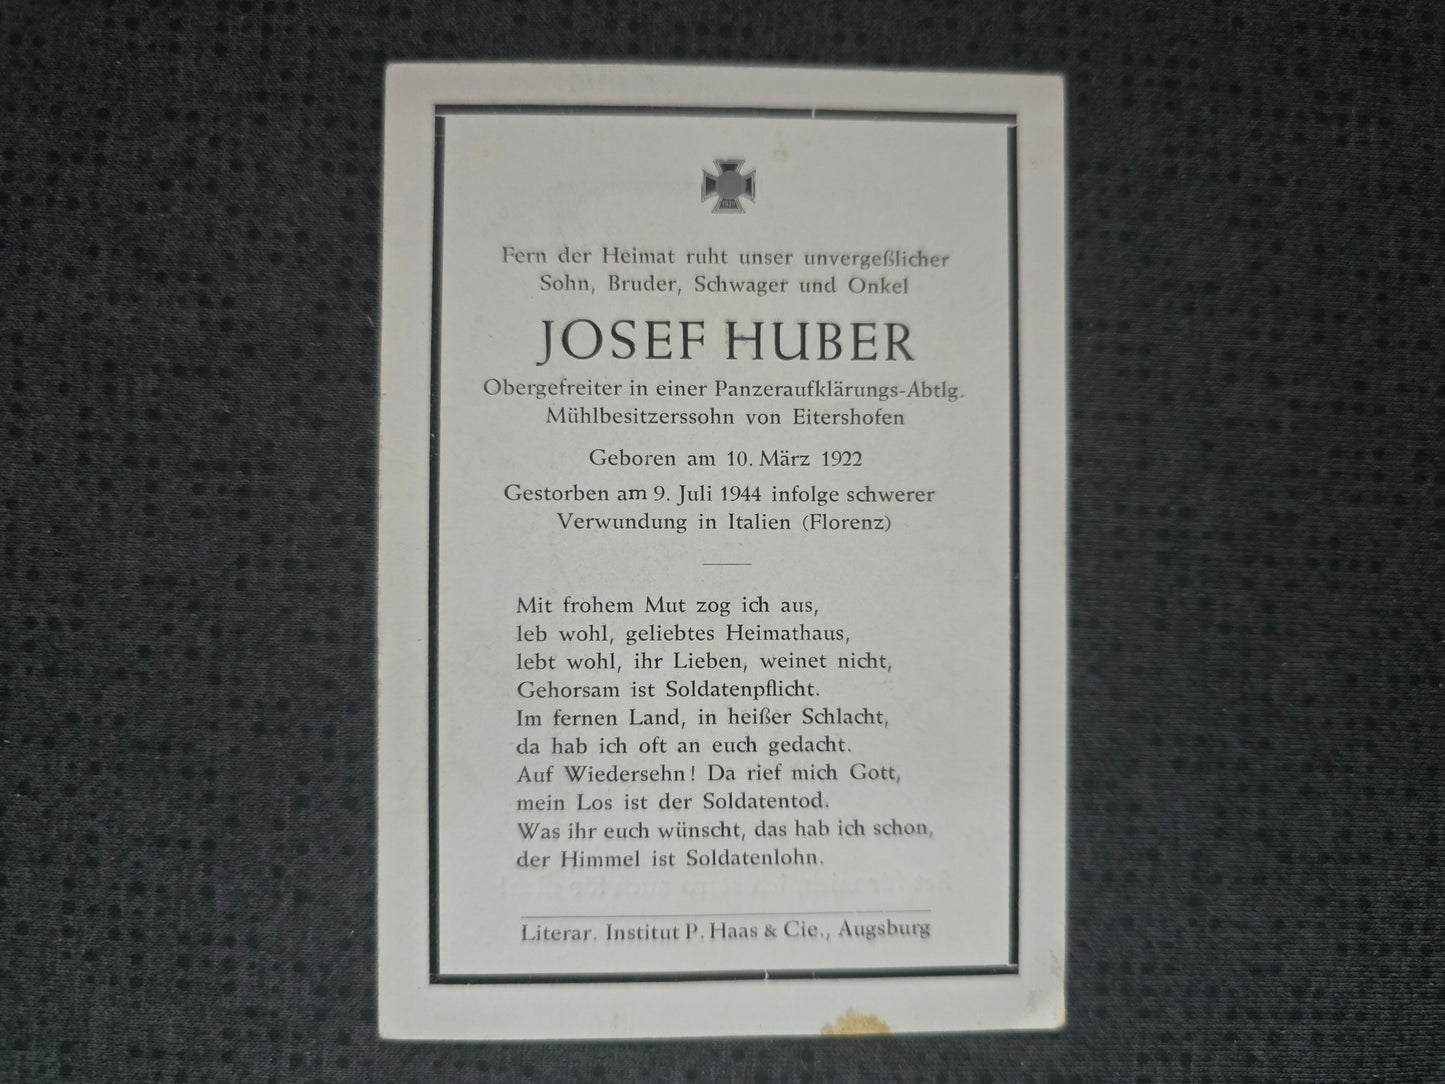 Fern der Heimat ruht unser unvergeßlicher
Sohn, Bruder, Schwager und Onkel
JOSEF HUBER
Obergefreiter in einer Panzeraufklärungs-Abtlg.
Mühlbesitzerssohn von Eitershofen
Geboren am 10. März 1922
Gestorben am 9. Juli 1944 infolge schwerer
Verwundung in Italien (Florenz)
Mit frohem Mut zog ich aus,
leb wohl, geliebtes Heimathaus,
lebt wohl, ihr Lieben, weinet nicht,
Gehorsam ist Soldatenpflicht.
Im fernen Land, in heißer Schlacht,
da hab ich oft an euch gedacht.
Auf Wiedersehn! Da rief mich Gott,
mein Los ist der Soldatentod.
Was ihr euch wünscht, das hab ich schon,
der Himmel ist Soldatenlohn.
Literar. Institut P. Haas & Cie., Augsburg